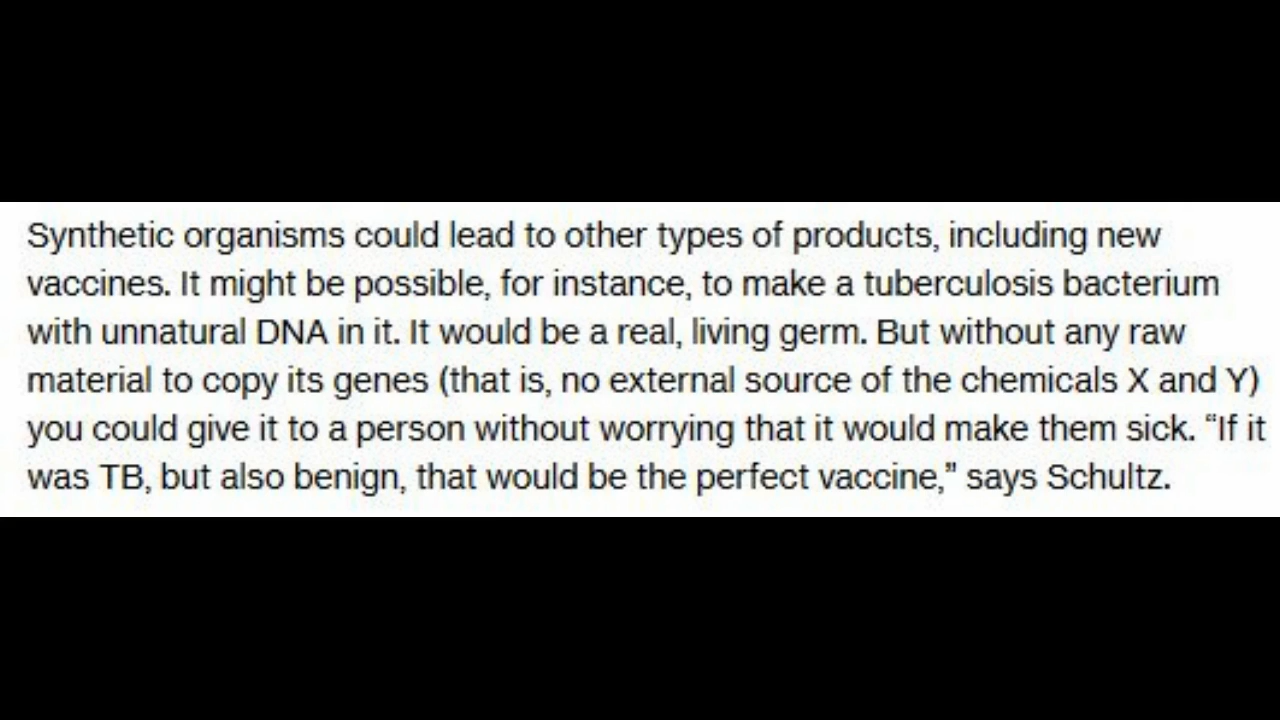 Synthetic organisms could lead to other types of products, including new
vaccines. It might be possible, for instance, to make a tuberculosis bacterium
with unnatural DNA in it. It would be a real, living germ. But without any raw
material to copy its genes (that is, no external source of the chemicals X and Y)
you could give it to a person without worrying that it would make them sick. “If it
was TB, but also benign, that would be the perfect vaccine,” says Schultz.